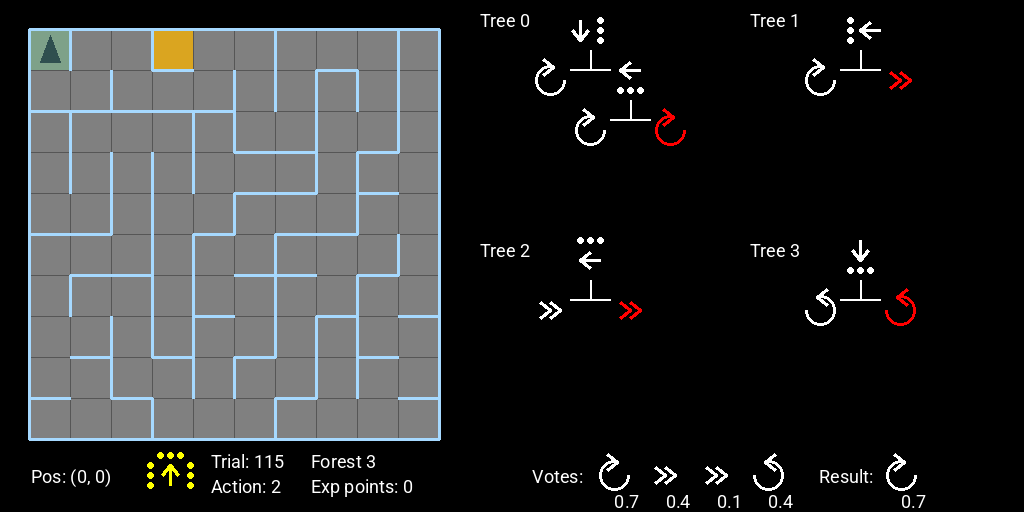 Tree 0
Tree 1
Tree 2
Tree 3
Pos: (0, 0)
Trial: 115
Action: 2
Forest 3
Exp points: 0
Votes:
0.7
0.4
0.1
0.4
Result:
0.7